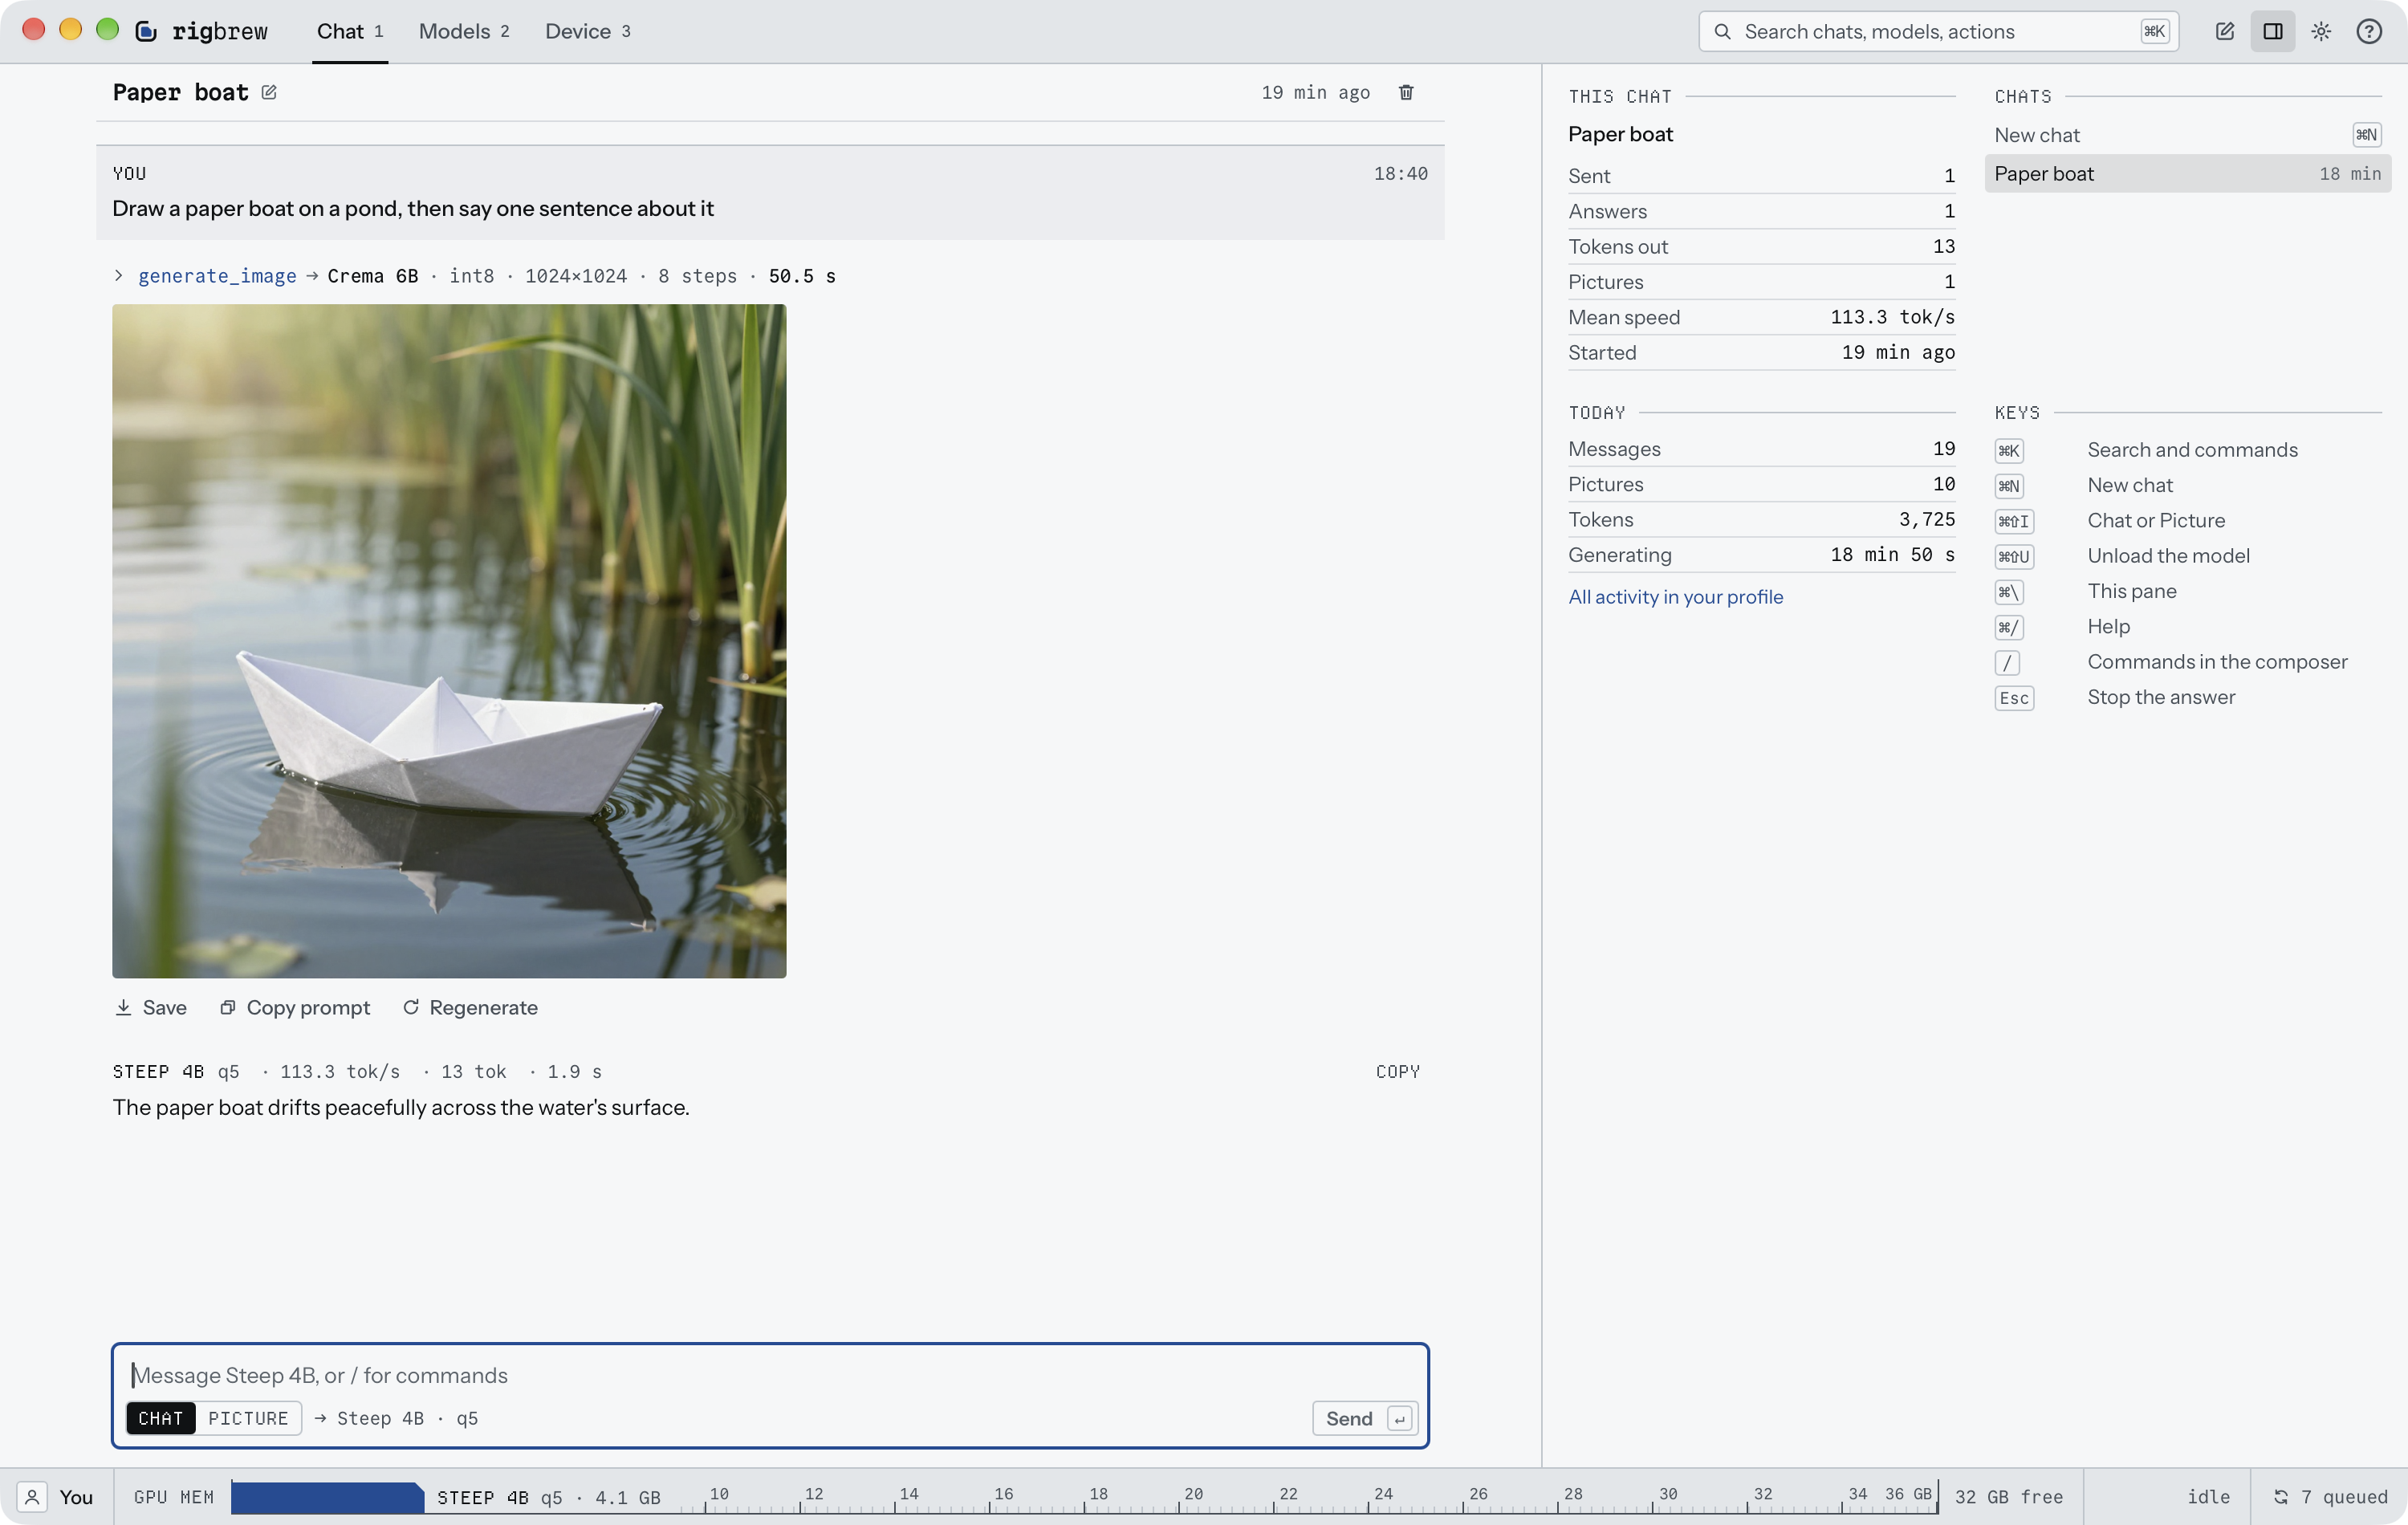 rigbrew
Chat 1
Models 2
Device 3
Search chats, models, actions ⌘K
Paper boat
19 min ago
YOU
18:40
Draw a paper boat on a pond, then say one sentence about it
generate_image → Crema 6B · int8 · 1024×1024 · 8 steps · 50.5 s
Save
Copy prompt
Regenerate
STEEP 4B q5 · 113.3 tok/s · 13 tok · 1.9 s
COPY
The paper boat drifts peacefully across the water's surface.
Message Steep 4B, or / for commands
CHAT
PICTURE
→ Steep 4B · q5
Send ↵
THIS CHAT
Paper boat
Sent 1
Answers 1
Tokens out 13
Pictures 1
Mean speed 113.3 tok/s
Started 19 min ago
TODAY
Messages 19
Pictures 10
Tokens 3,725
Generating 18 min 50 s
All activity in your profile
CHATS
New chat ⌘N
Paper boat 18 min
KEYS
⌘K Search and commands
⌘N New chat
⌘⇧I Chat or Picture
⌘⇧U Unload the model
⌘\ This pane
⌘/ Help
/ Commands in the composer
Esc Stop the answer
You
GPU MEM
STEEP 4B q5 · 4.1 GB
10 12 14 16 18 20 22 24 26 28 30 32 34 36 GB
32 GB free
idle
7 queued